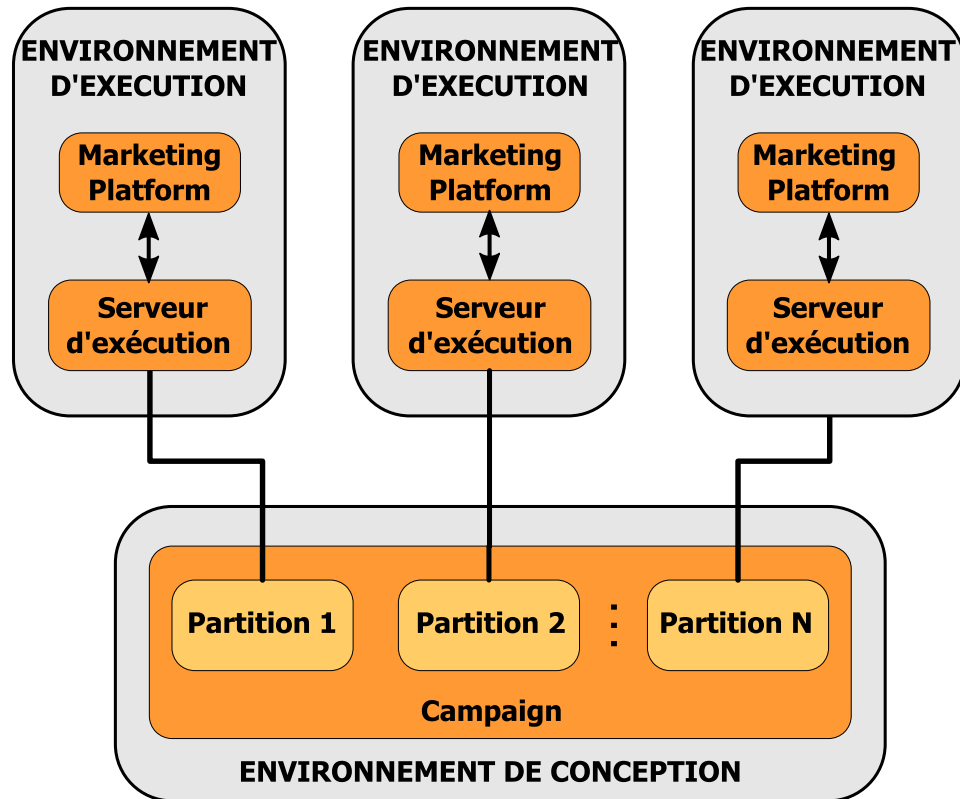 ENVIRONNEMENT
D'EXECUTION
Marketing
Platform
Serveur
d'exécution
ENVIRONNEMENT
D'EXECUTION
Marketing
Platform
Serveur
d'exécution
ENVIRONNEMENT
D'EXECUTION
Marketing
Platform
Serveur
d'exécution
Partition 1
Partition 2
Partition N
Campaign
ENVIRONNEMENT DE CONCEPTION